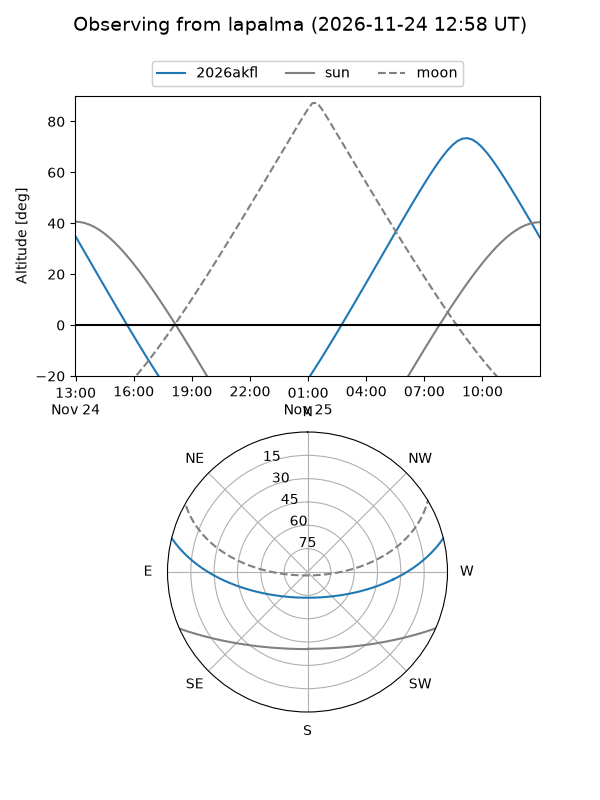 Observing from lapalma (2026-11-24 12:58 UT)
2026akfl sun moon
Altitude [deg]
80
60
40
20
0
−20
13:00 16:00 19:00 22:00 01:00 04:00 07:00 10:00
Nov 24 Nov 25
N
NE NW
15
30
45
60
75
E W
SE SW
S